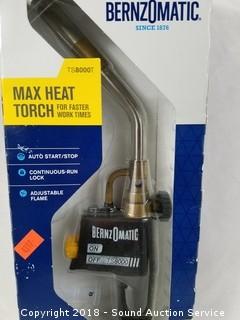 BERNZOMATIC
SINCE 1876
TS8000T
MAX HEAT
TORCH FOR FASTER
WORK TIMES
AUTO START/STOP
CONTINUOUS-RUN
LOCK
ADJUSTABLE
FLAME
BERNZOMATIC
ON
OFF TS8000
Copyright 2018 - Sound Auction Service